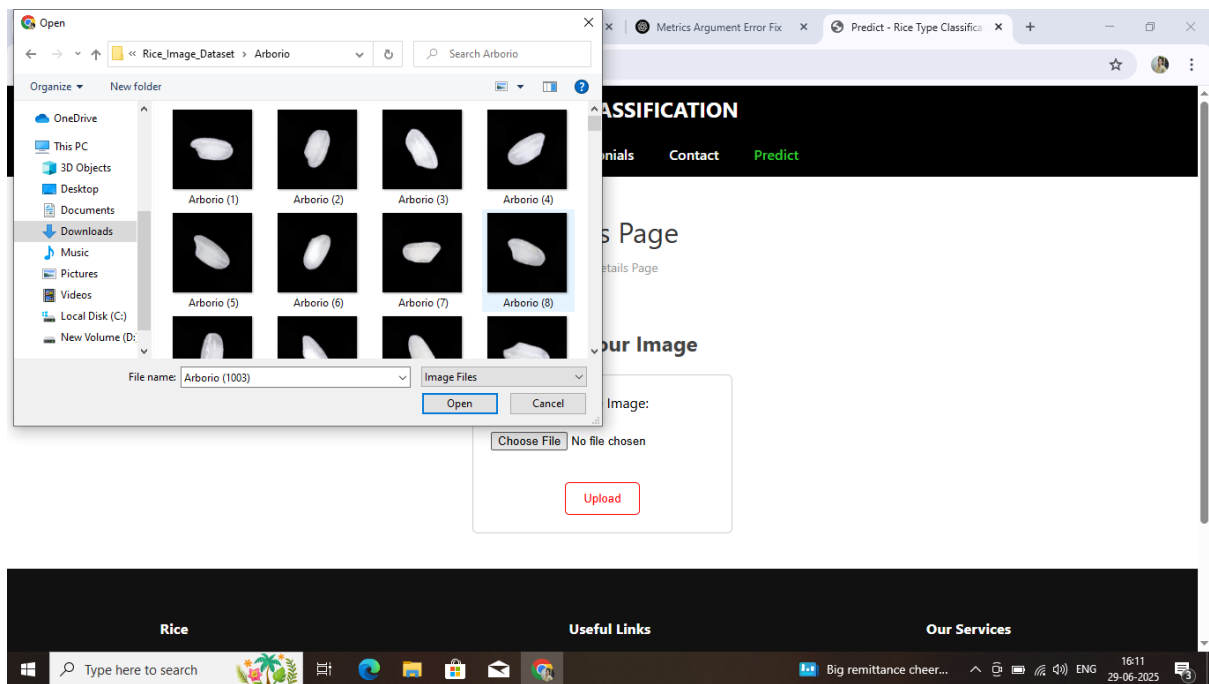 Open
Metrics Argument Error Fix
Predict - Rice Type Classifica
Rice_Image_Dataset > Arborio
Search Arborio
Organize
New folder
OneDrive
This PC
3D Objects
Desktop
Documents
Downloads
Music
Pictures
Videos
Local Disk (C:)
New Volume (D:
Arborio (1)
Arborio (2)
Arborio (3)
Arborio (4)
Arborio (5)
Arborio (6)
Arborio (7)
Arborio (8)
File name:
Arborio (1003)
Image Files
Open
Cancel
ASSIFICATION
nials
Contact
Predict
s Page
etails Page
our Image
Image:
Choose File
No file chosen
Upload
Rice
Useful Links
Our Services
Type here to search
Big remittance cheer...
ENG
16:11
29-06-2025
3